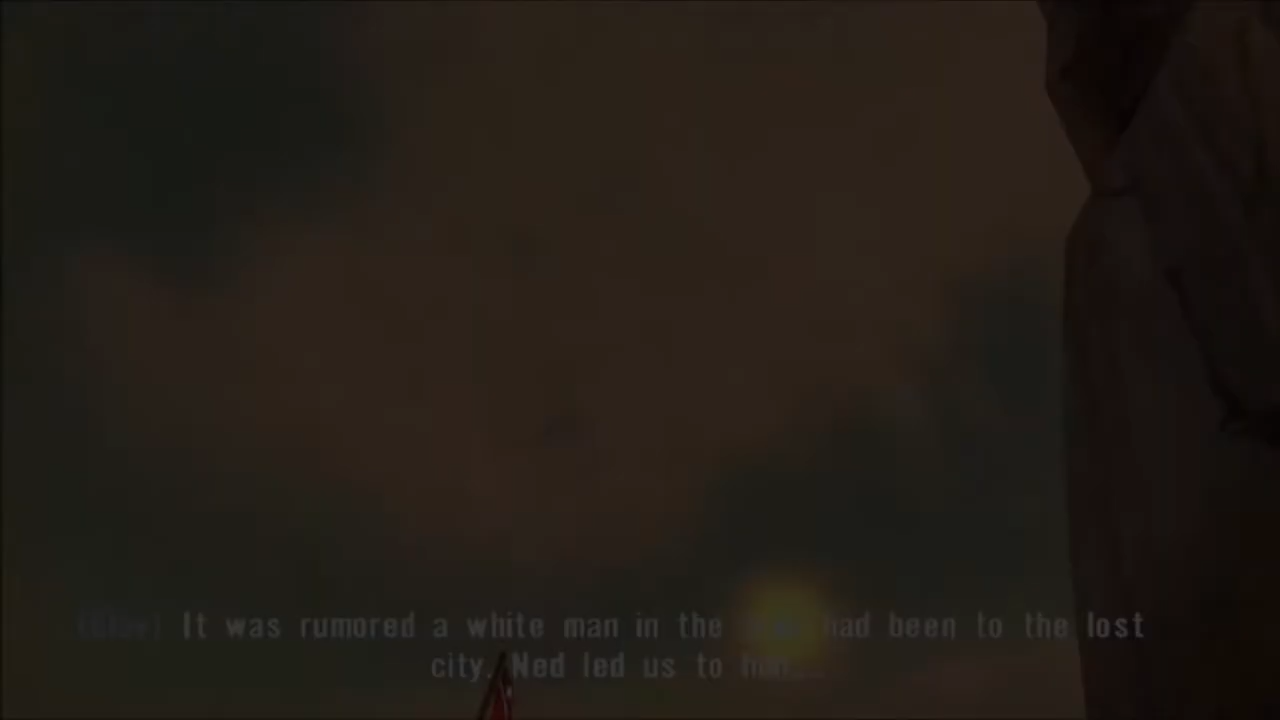 It was rumored a white man in the had been to the lost
city. Ned led us to